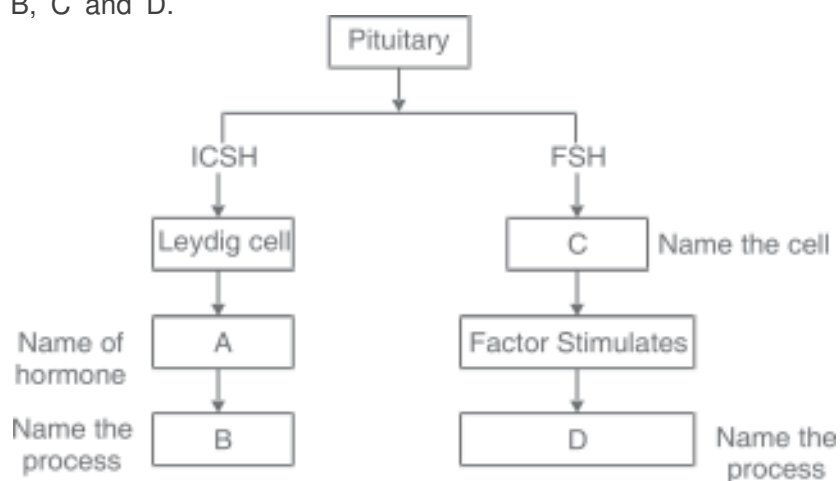 B, C and D.
Pituitary
ICSH
FSH
Leydig cell
C
Name the cell
Name of
hormone
A
Factor Stimulates
Name the
process
B
D
Name the
process